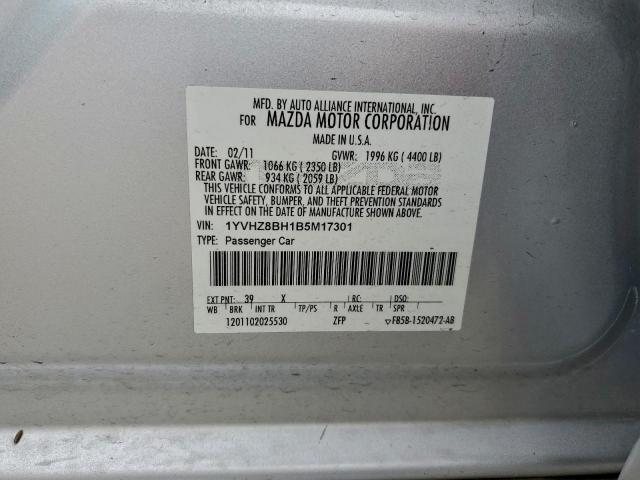 MFD. BY AUTO ALLIANCE INTERNATIONAL, INC.
FOR MAZDA MOTOR CORPORATION
MADE IN U.S.A.
DATE: 02/11 GVWR: 1996 KG ( 4400 LB)
FRONT GAWR: 1066 KG ( 2350 LB)
REAR GAWR: 934 KG ( 2059 LB)
THIS VEHICLE CONFORMS TO ALL APPLICABLE FEDERAL MOTOR
VEHICLE SAFETY, BUMPER, AND THEFT PREVENTION STANDARDS
IN EFFECT ON THE DATE OF MANUFACTURE SHOWN ABOVE.
VIN: 1YVHZ8BH1B5M17301
TYPE: Passenger Car
EXT PNT: 39 X RC: DSO:
WB BRK INT TR TP/PS R AXLE TR SPR
1201102025530 ZFP FB5B-1520472-AB